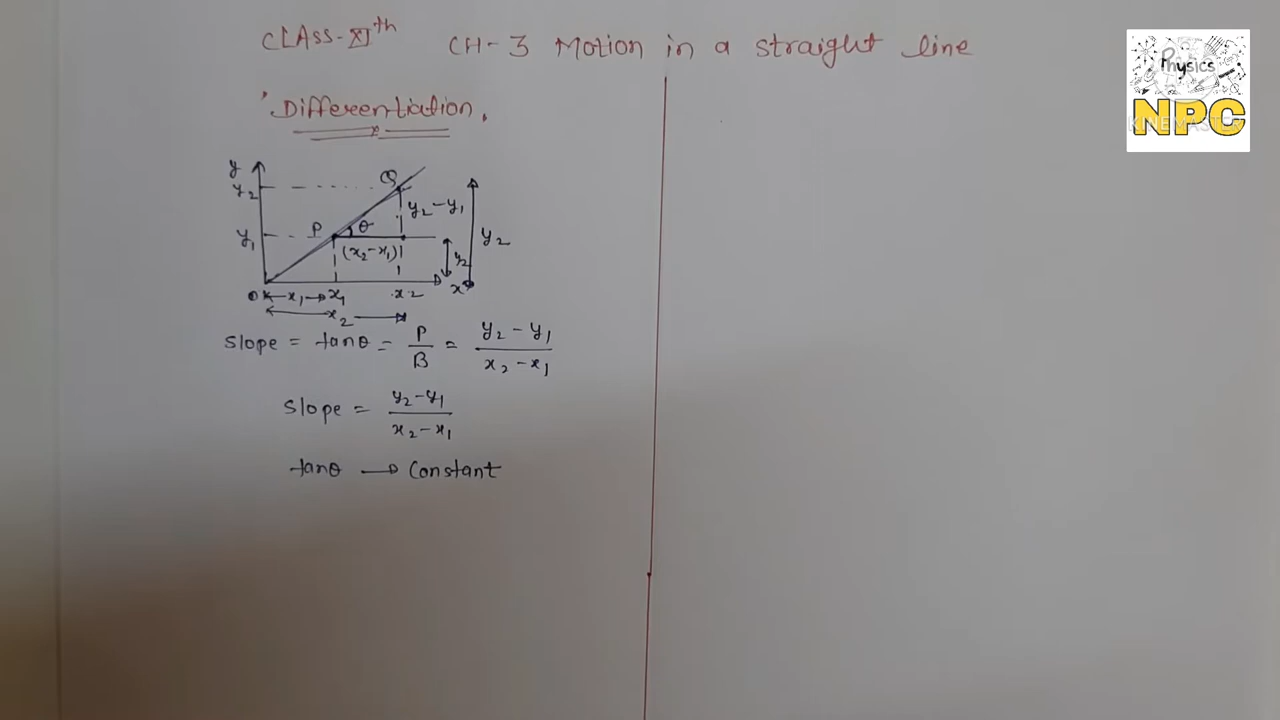 CLASS-XIth CH-3 Motion in a straight line
Differentiation.
y
y2
Q
y2-y1
y1
P
θ
y2
(x2-x1)
y2
O
x1
x1
x2
x
x2
slope = tanθ = P/B = y2-y1/x2-x1
slope = y2-y1/x2-x1
tanθ → Constant
Physics
NPC
KINEMASTER